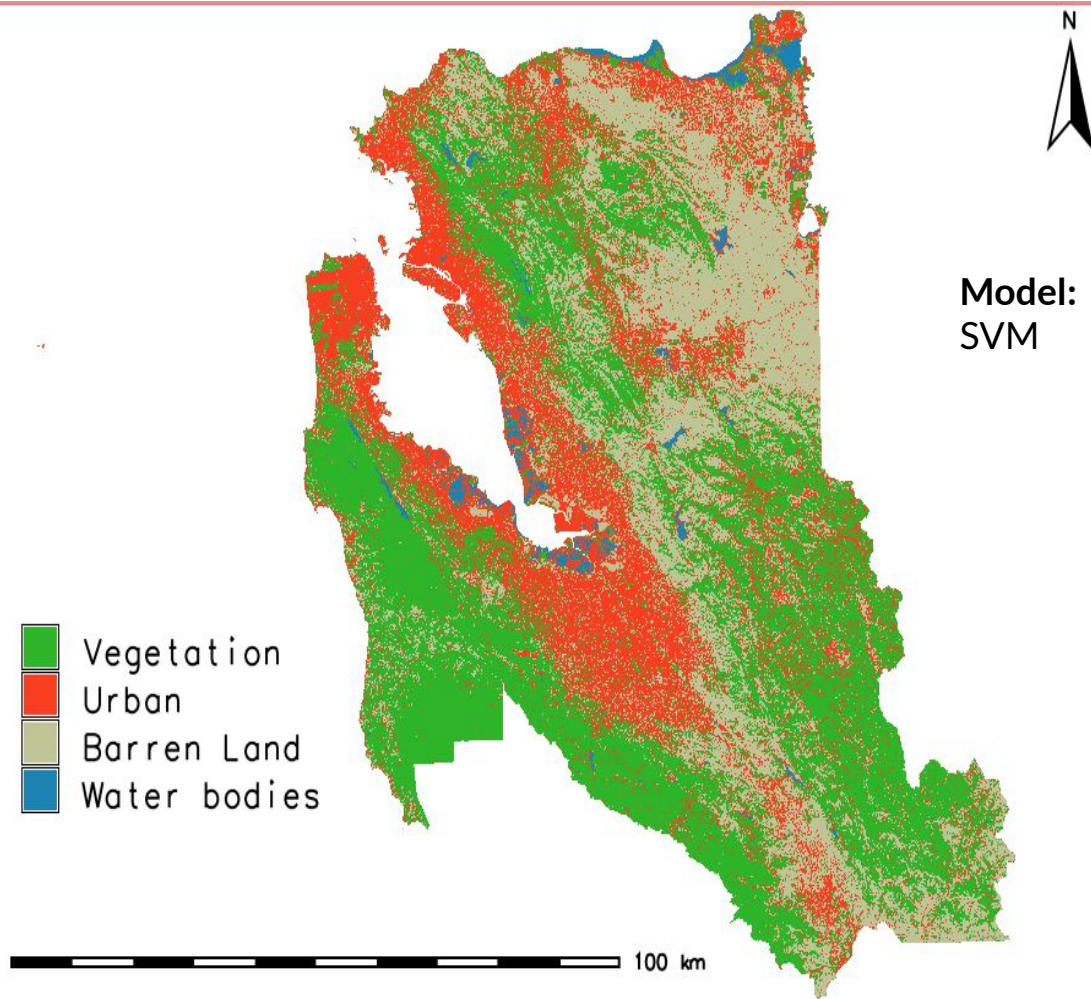 N
Model:
SVM
Vegetation
Urban
Barren Land
Water bodies
100 km